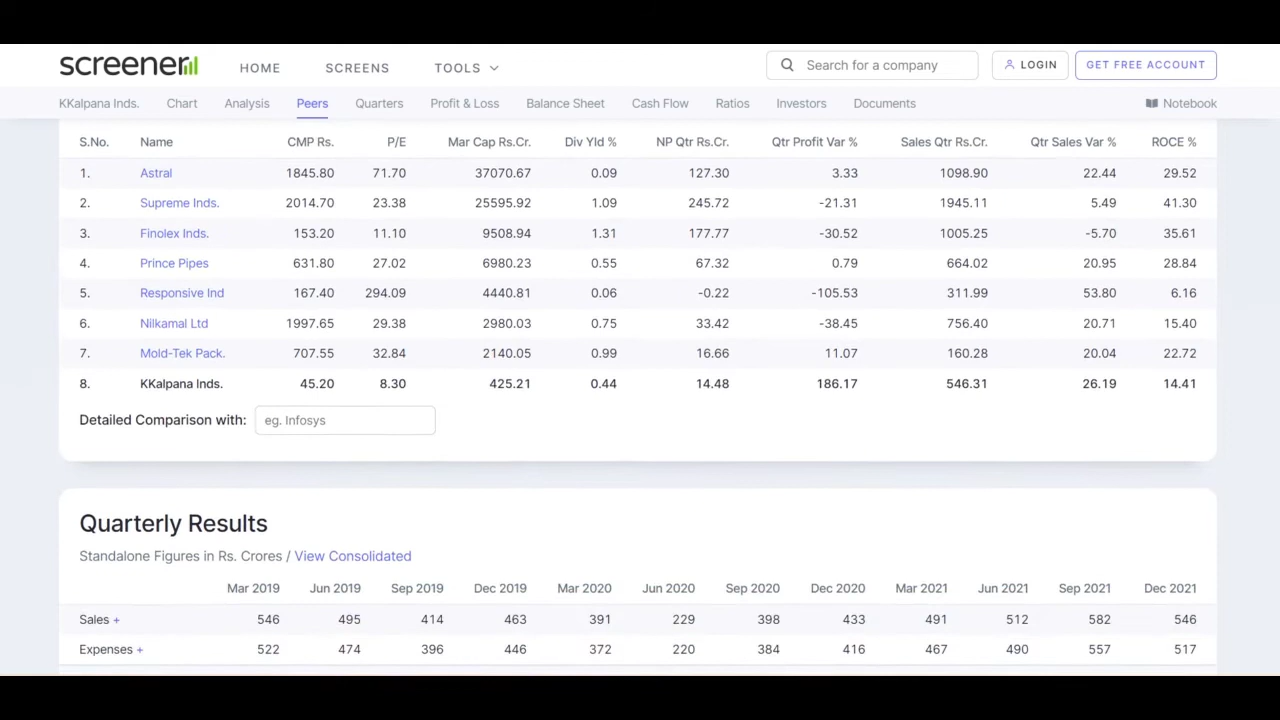 screener HOME SCREENS TOOLS Search for a company LOGIN GET FREE ACCOUNT
KKalpana Inds. Chart Analysis Peers Quarters Profit & Loss Balance Sheet Cash Flow Ratios Investors Documents Notebook
S.No. Name CMP Rs. P/E Mar Cap Rs.Cr. Div Yld % NP Qtr Rs.Cr. Qtr Profit Var % Sales Qtr Rs.Cr. Qtr Sales Var % ROCE %
1. Astral 1845.80 71.70 37070.67 0.09 127.30 3.33 1098.90 22.44 29.52
2. Supreme Inds. 2014.70 23.38 25595.92 1.09 245.72 -21.31 1945.11 5.49 41.30
3. Finolex Inds. 153.20 11.10 9508.94 1.31 177.77 -30.52 1005.25 -5.70 35.61
4. Prince Pipes 631.80 27.02 6980.23 0.55 67.32 0.79 664.02 20.95 28.84
5. Responsive Ind 167.40 294.09 4440.81 0.06 -0.22 -105.53 311.99 53.80 6.16
6. Nilkamal Ltd 1997.65 29.38 2980.03 0.75 33.42 -38.45 756.40 20.71 15.40
7. Mold-Tek Pack. 707.55 32.84 2140.05 0.99 16.66 11.07 160.28 20.04 22.72
8. KKalpana Inds. 45.20 8.30 425.21 0.44 14.48 186.17 546.31 26.19 14.41
Detailed Comparison with: eg. Infosys
Quarterly Results
Standalone Figures in Rs. Crores / View Consolidated
Mar 2019 Jun 2019 Sep 2019 Dec 2019 Mar 2020 Jun 2020 Sep 2020 Dec 2020 Mar 2021 Jun 2021 Sep 2021 Dec 2021
Sales + 546 495 414 463 391 229 398 433 491 512 582 546
Expenses + 522 474 396 446 372 220 384 416 467 490 557 517